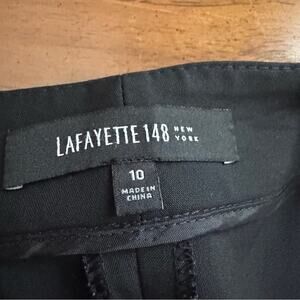 LAFAYETTE 148 NEW YORK
10
MADE IN
CHINA